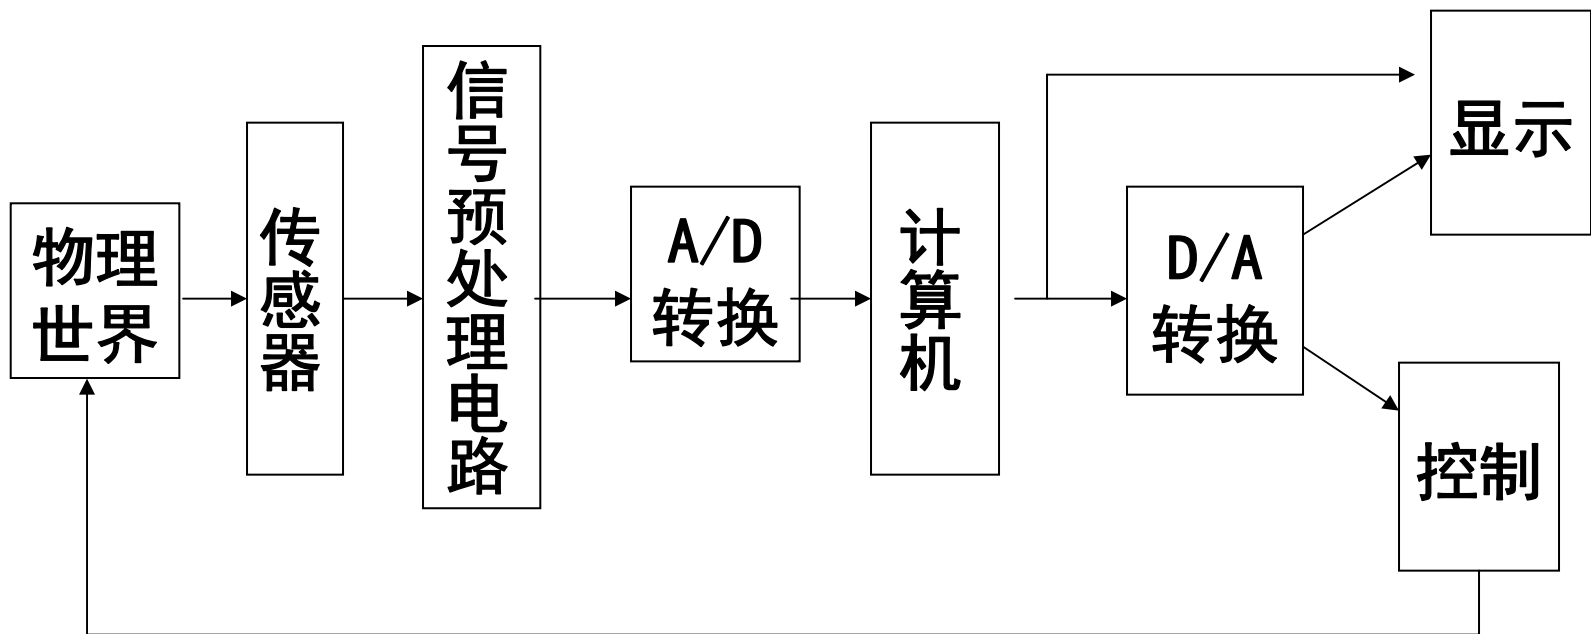 物理
世界
传感器
信号预处理电路
A/D
转换
计算机
D/A
转换
显示
控制